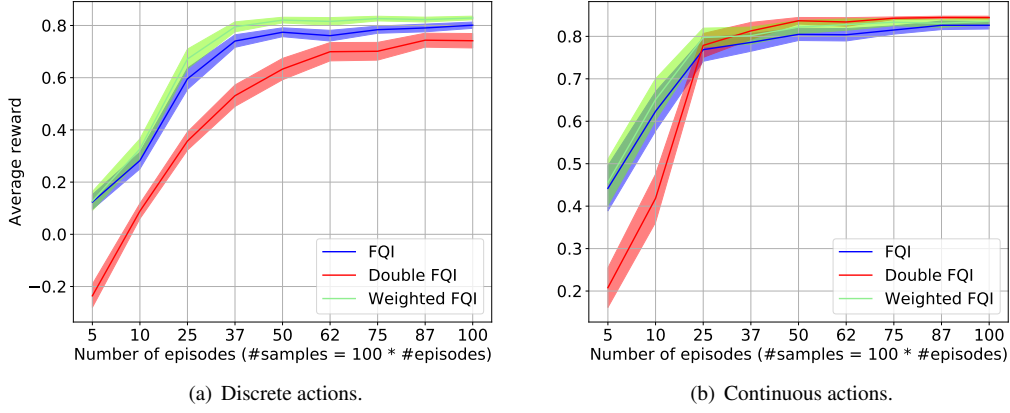 Average reward
0.8
0.6
0.4
0.2
0.0
−0.2
5 10 25 37 50 62 75 87 100
Number of episodes (#samples = 100 * #episodes)
FQI
Double FQI
Weighted FQI
(a) Discrete actions.
0.8
0.7
0.6
0.5
0.4
0.3
0.2
5 10 25 37 50 62 75 87 100
Number of episodes (#samples = 100 * #episodes)
FQI
Double FQI
Weighted FQI
(b) Continuous actions.